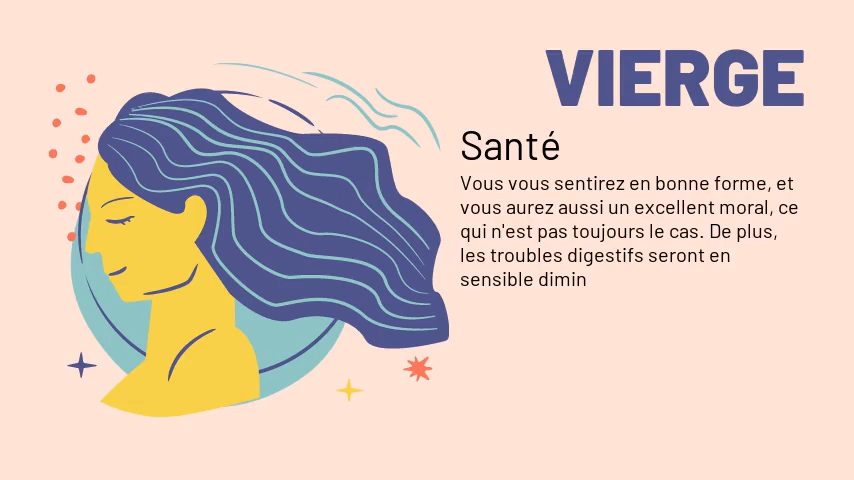 VIERGE
Santé
Vous vous sentirez en bonne forme, et
vous aurez aussi un excellent moral, ce
qui n'est pas toujours le cas. De plus,
les troubles digestifs seront en
sensible dimin